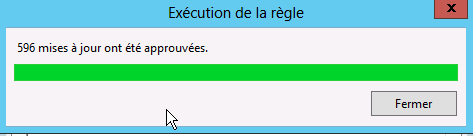 Exécution de la règle
x
596 mises à jour ont été approuvées.
Fermer